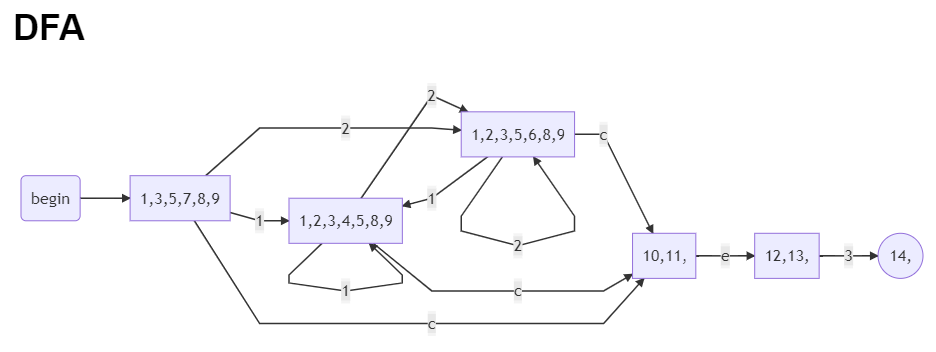 DFA
2
2
1,2,3,5,6,8,9
c
begin
1,3,5,7,8,9
1
1
1,2,3,4,5,8,9
2
10,11,
e
12,13,
3
14,
1
c
c